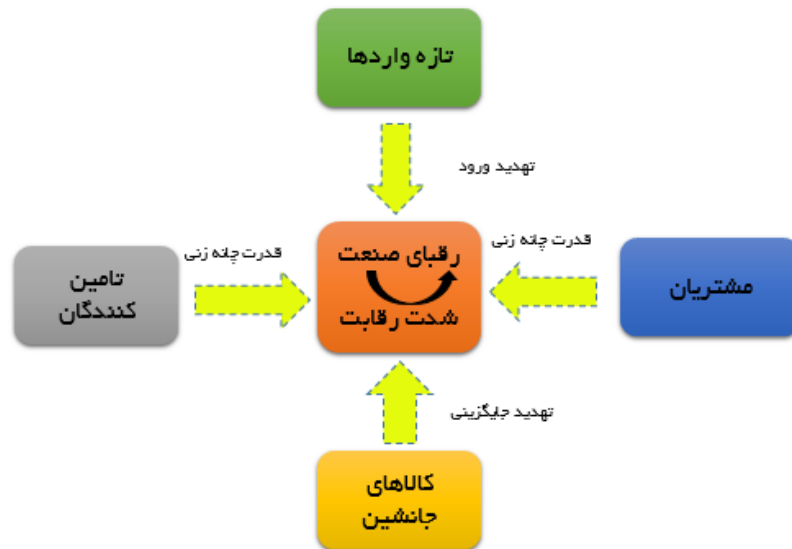 تازه واردها
تهدید ورود
قدرت چانه زنی
قدرت چانه زنی
رقبای صنعت
شدت رقابت
مشتریان
تامین
کنندگان
تهدید جایگزینی
کالاهای
جانشین